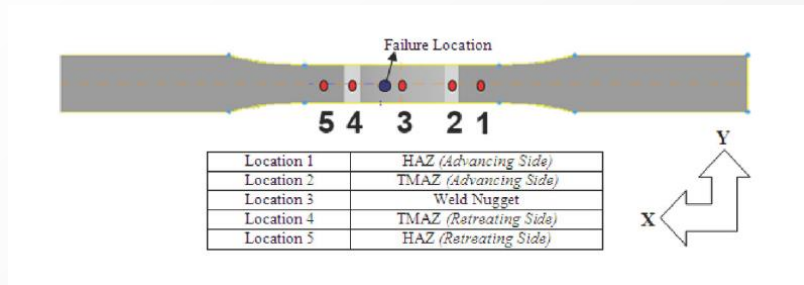 Failure Location
5 4 3 2 1
Y
Location 1 HAZ (Advancing Side)
Location 2 TMAZ (Advancing Side)
Location 3 Weld Nugget
Location 4 TMAZ (Retreating Side)
X
Location 5 HAZ (Retreating Side)